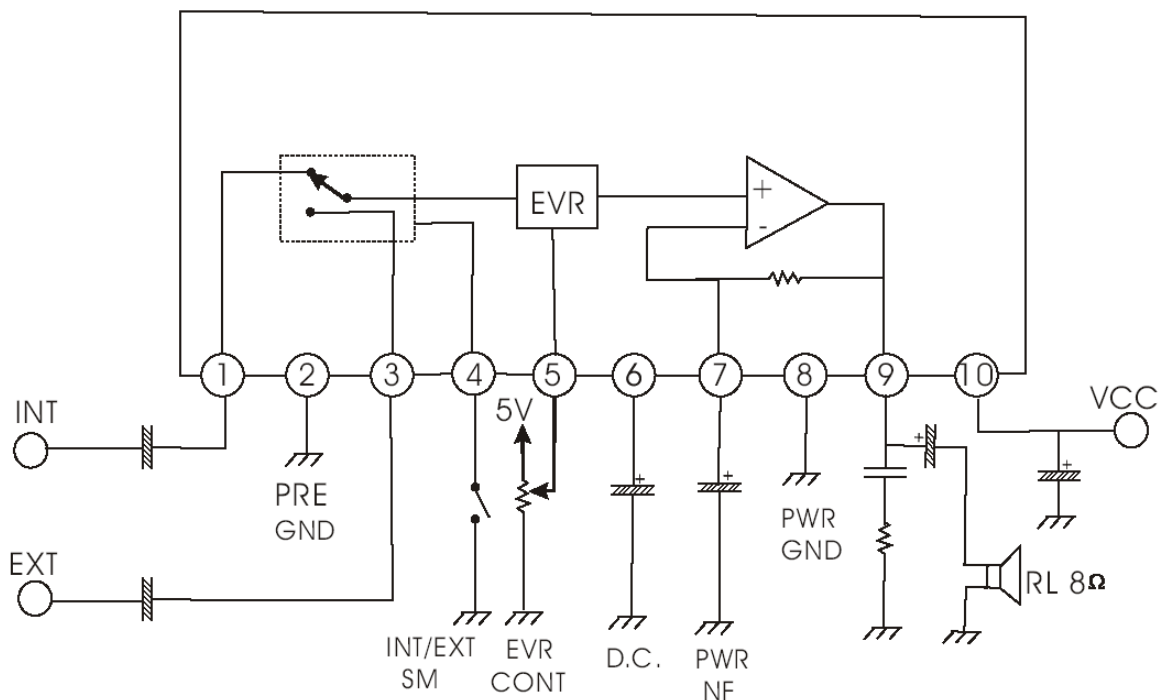 EVR
+
-
1 2 3 4 5 6 7 8 9 10
INT
5V
VCC
+
+
+
+
PRE
GND
PWR
GND
EXT
RL 8Ω
INT/EXT
SM
EVR
CONT
D.C.
PWR
NF